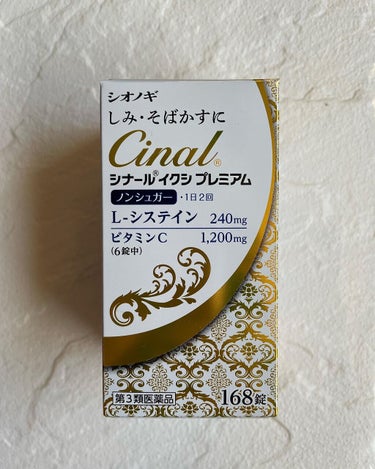 シオノギ
しみ・そばかすに
Cinal®
シナール®イクシ プレミアム
ノンシュガー ・1日2回
L-システイン 240mg
ビタミンC 1,200mg
(6錠中)
第3類医薬品 168錠